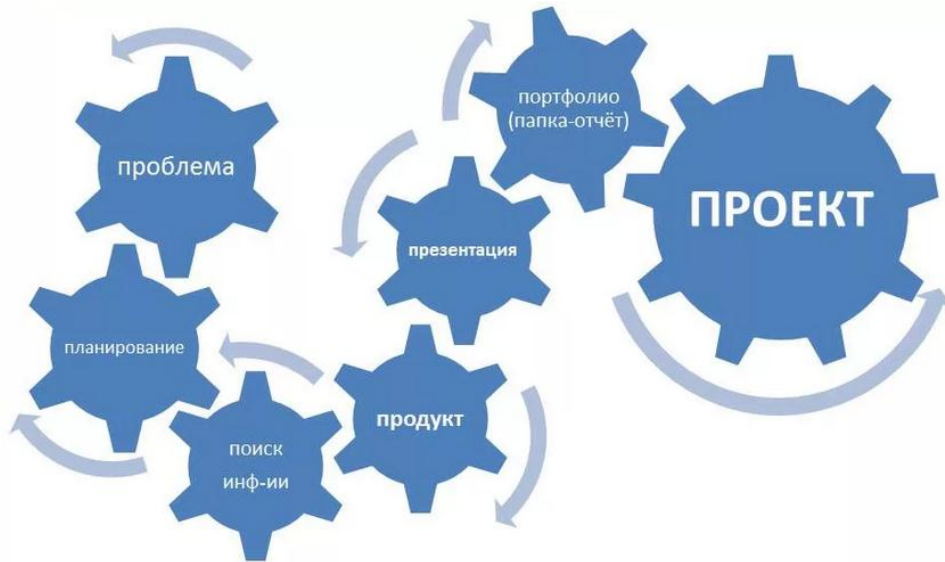 проблема
планирование
поиск
инф-ии
продукт
презентация
портфолио
(папка-отчёт)
ПРОЕКТ